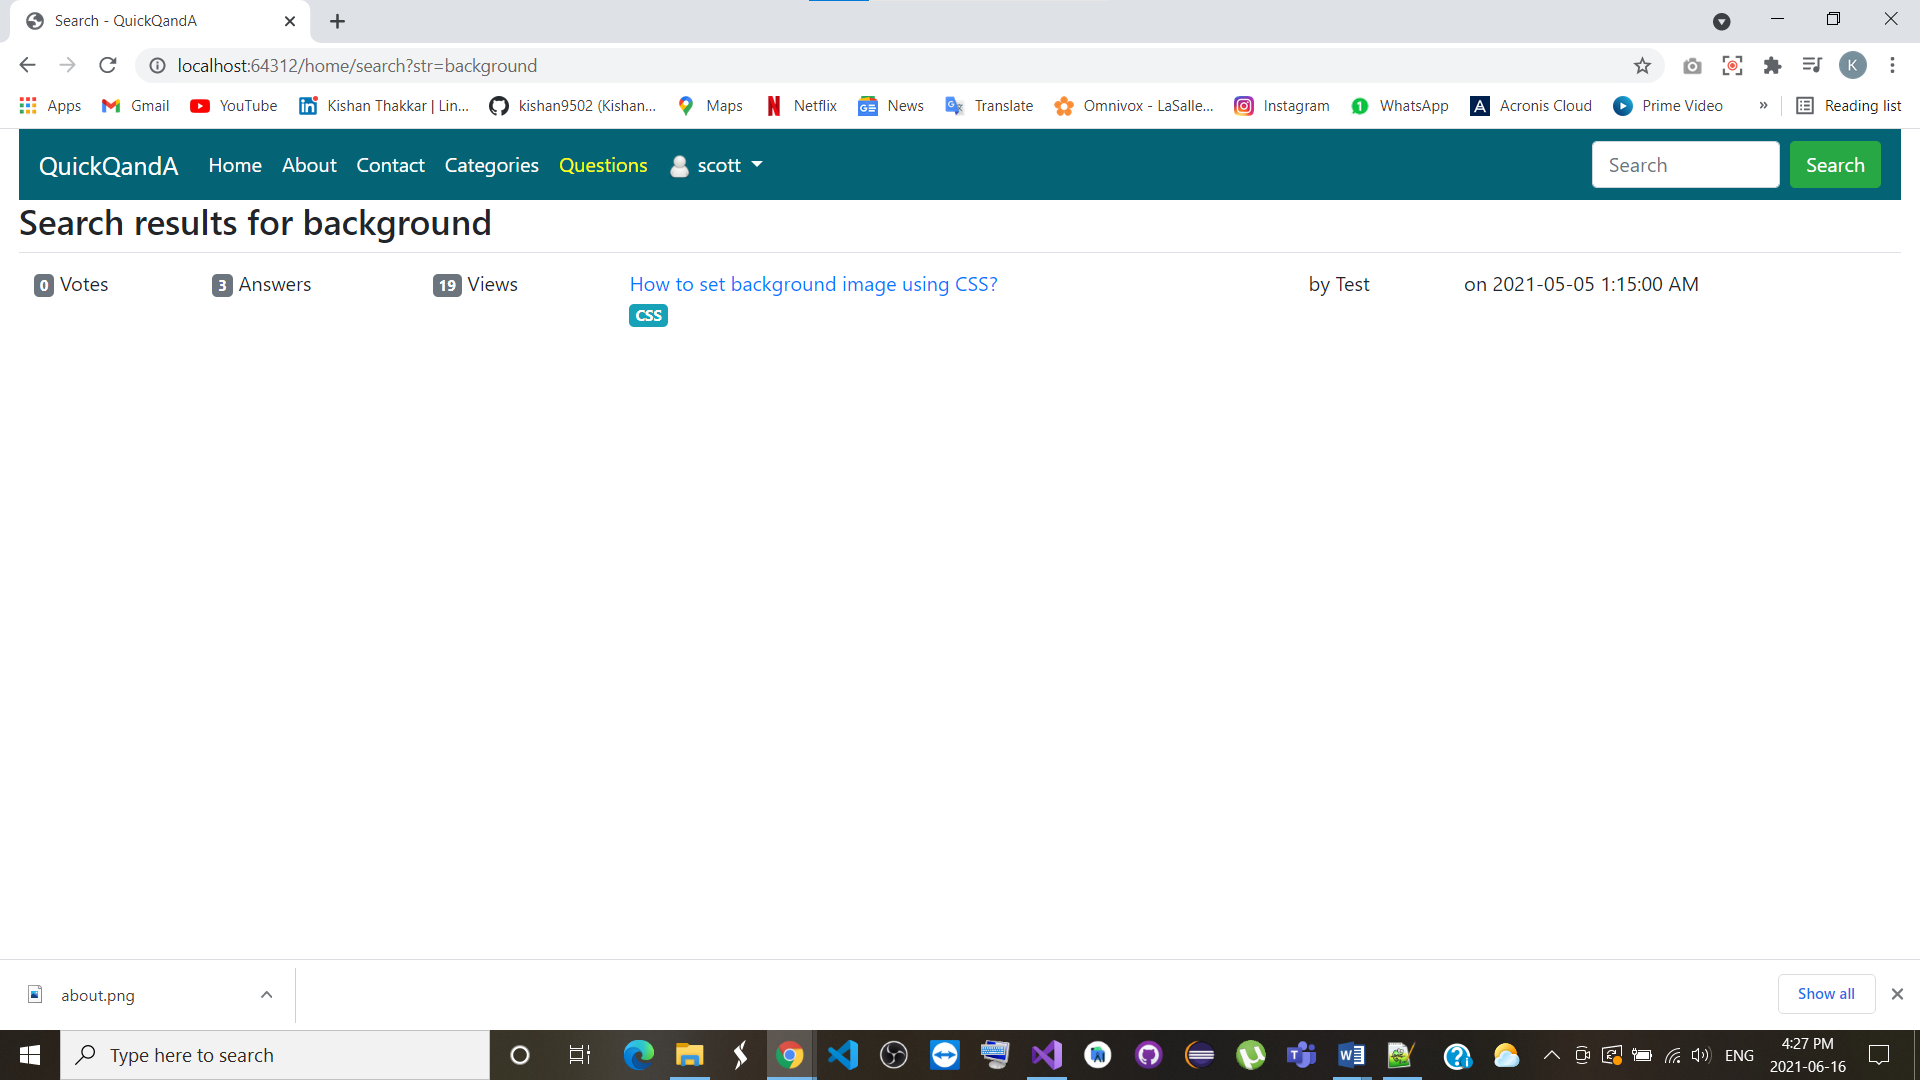 Search - QuickQandA
localhost:64312/home/search?str=background
K
Apps Gmail YouTube Kishan Thakkar | Lin... kishan9502 (Kishan... Maps Netflix News Translate Omnivox - LaSalle... Instagram 1 WhatsApp A Acronis Cloud Prime Video » Reading list
QuickQandA Home About Contact Categories Questions scott Search Search
Search results for background
0 Votes 3 Answers 19 Views How to set background image using CSS? by Test on 2021-05-05 1:15:00 AM
CSS
about.png Show all
Type here to search ENG 4:27 PM
2021-06-16